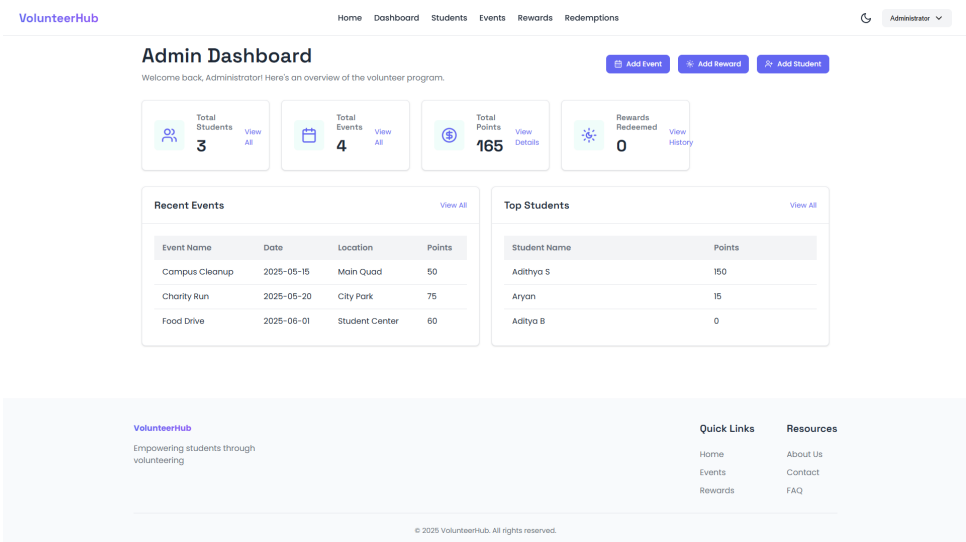 VolunteerHub
Home Dashboard Students Events Rewards Redemptions
Administrator
Admin Dashboard
Welcome back, Administrator! Here's an overview of the volunteer program.
Add Event
Add Reward
Add Student
Total
Students
3
View
All
Total
Events
4
View
All
Total
Points
165
View
Details
Rewards
Redeemed
0
View
History
Recent Events
View All
Event Name Date Location Points
Campus Cleanup 2025-05-15 Main Quad 50
Charity Run 2025-05-20 City Park 75
Food Drive 2025-06-01 Student Center 60
Top Students
View All
Student Name Points
Adithya S 150
Aryan 15
Aditya B 0
VolunteerHub
Empowering students through
volunteering
Quick Links
Home
Events
Rewards
Resources
About Us
Contact
FAQ
© 2025 VolunteerHub. All rights reserved.